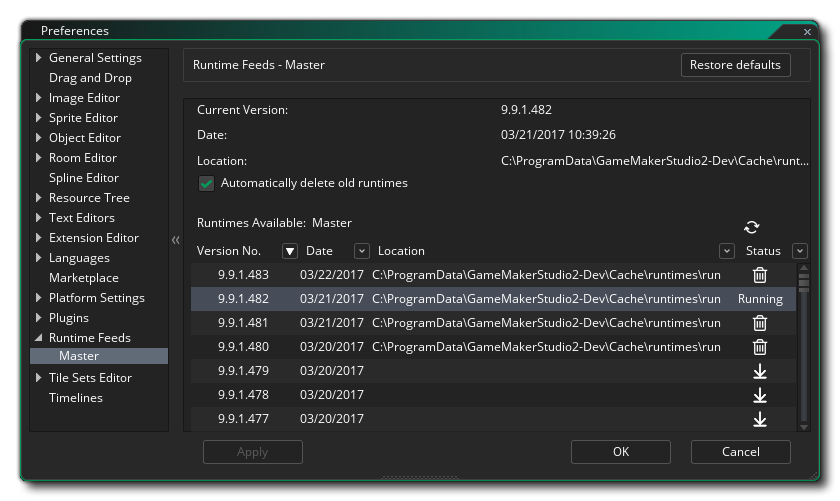 Preferences
General Settings
Drag and Drop
Image Editor
Sprite Editor
Object Editor
Room Editor
Spline Editor
Resource Tree
Text Editors
Extension Editor
Languages
Marketplace
Platform Settings
Plugins
Runtime Feeds
Master
Tile Sets Editor
Timelines
Runtime Feeds - Master
Restore defaults
Current Version: 9.9.1.482
Date: 03/21/2017 10:39:26
Location: C:\ProgramData\GameMakerStudio2-Dev\Cache\runt...
Automatically delete old runtimes
Runtimes Available: Master
Version No. Date Location Status
9.9.1.483 03/22/2017 C:\ProgramData\GameMakerStudio2-Dev\Cache\runtimes\run
9.9.1.482 03/21/2017 C:\ProgramData\GameMakerStudio2-Dev\Cache\runtimes\run Running
9.9.1.481 03/21/2017 C:\ProgramData\GameMakerStudio2-Dev\Cache\runtimes\run
9.9.1.480 03/20/2017 C:\ProgramData\GameMakerStudio2-Dev\Cache\runtimes\run
9.9.1.479 03/20/2017
9.9.1.478 03/20/2017
9.9.1.477 03/20/2017
Apply OK Cancel